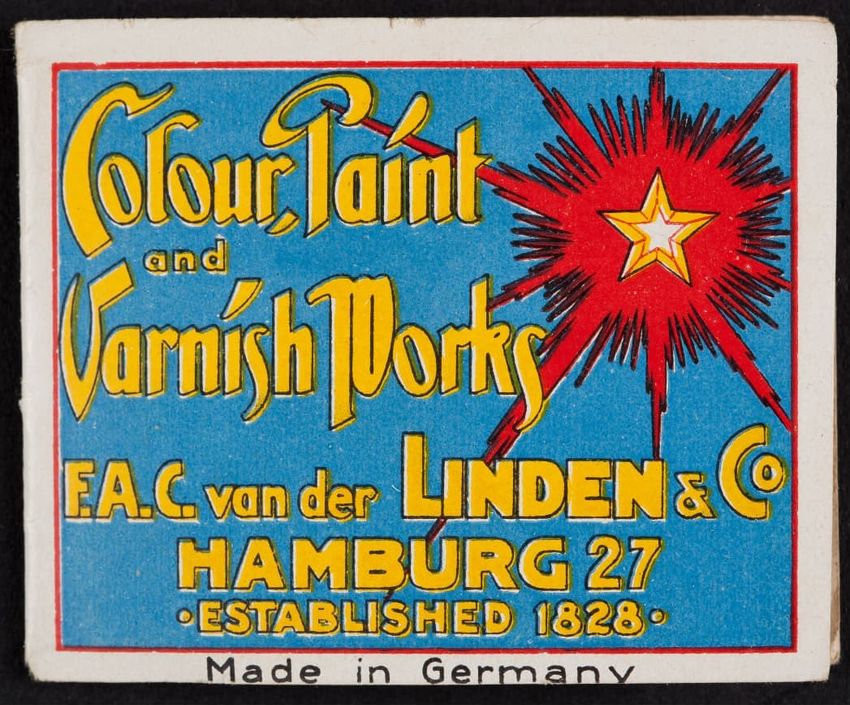 Colour, Paint
and
Varnish Works
F.A.C. van der LINDEN & Co
HAMBURG 27
•ESTABLISHED 1828•
Made in Germany